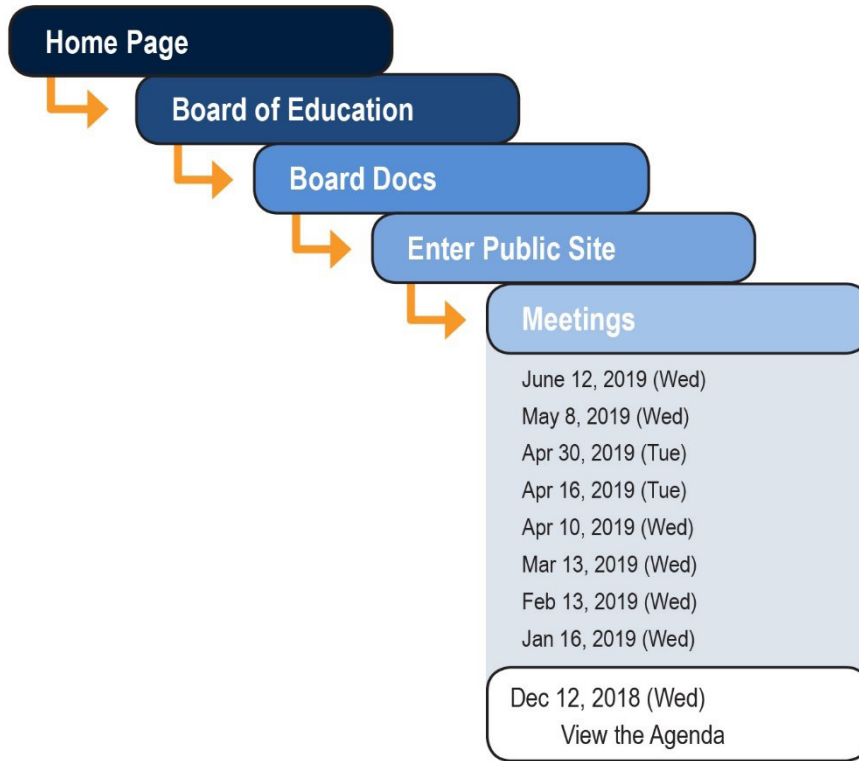 Home Page
Board of Education
Board Docs
Enter Public Site
Meetings
June 12, 2019 (Wed)
May 8, 2019 (Wed)
Apr 30, 2019 (Tue)
Apr 16, 2019 (Tue)
Apr 10, 2019 (Wed)
Mar 13, 2019 (Wed)
Feb 13, 2019 (Wed)
Jan 16, 2019 (Wed)
Dec 12, 2018 (Wed)
View the Agenda